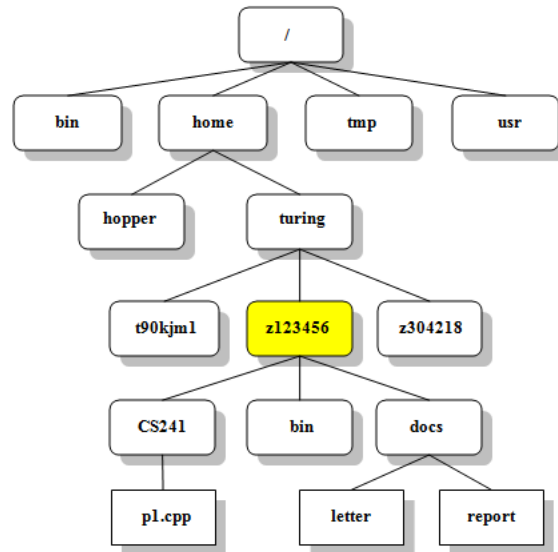 /
bin
home
tmp
usr
hopper
turing
t90kjm1
z123456
z304218
CS241
bin
docs
p1.cpp
letter
report